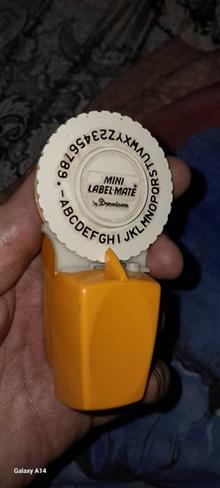 MINI
LABEL-MATE®
by Dennison
-ABCDEFGHIJKLMNOPQRSTUVWXYZ23456789.
Galaxy A14